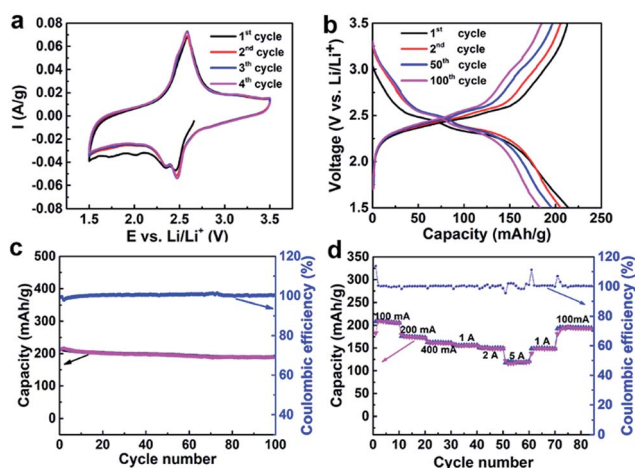 a
0.08
0.06
0.04
0.02
0.00
-0.02
-0.04
-0.06
-0.08
I (A/g)
1st cycle
2nd cycle
3th cycle
4th cycle
1.5 2.0 2.5 3.0 3.5
E vs. Li/Li+ (V)
b
3.5
3.0
2.5
2.0
Voltage (V vs. Li/Li+)
1st cycle
2nd cycle
50th cycle
100th cycle
0 50 100 150 200 250
Capacity (mAh/g)
c
500
400
300
200
100
0
Capacity (mAh/g)
120
100
80
60
40
Coulombic efficiency (%)
0 20 40 60 80 100
Cycle number
d
350
300
250
200
150
100
50
0
Capacity (mAh/g)
100 mA
200 mA
400 mA
1 A
2 A
5 A
1 A
100mA
120
100
80
60
40
20
0
Coulombic efficiency (%)
0 10 20 30 40 50 60 70 80
Cycle number